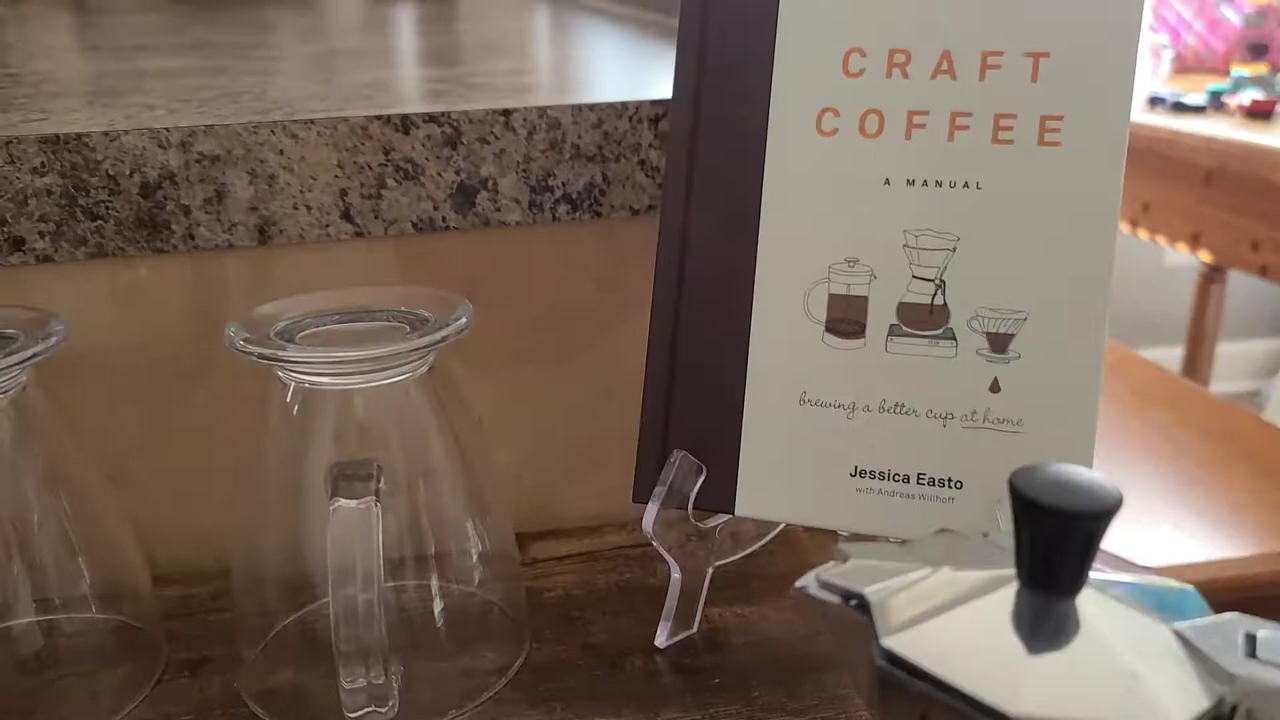 CRAFT
COFFEE
A MANUAL
brewing a better cup at home
Jessica Easto
with Andreas Willhoff